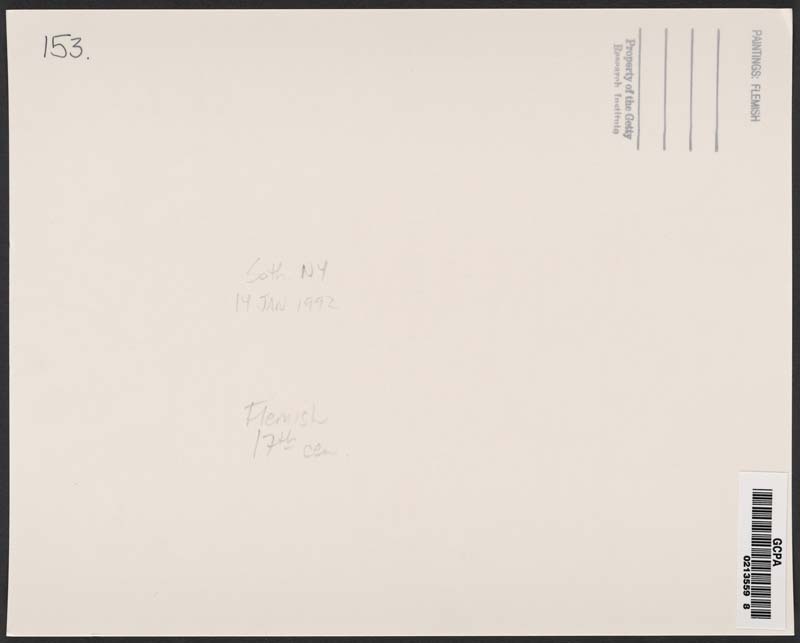 153.
PAINTINGS: FLEMISH
Property of the Getty
Research Institute
Soth. NY
14 JAN 1992
Flemish
17th cen.
GCPA
0213559 8